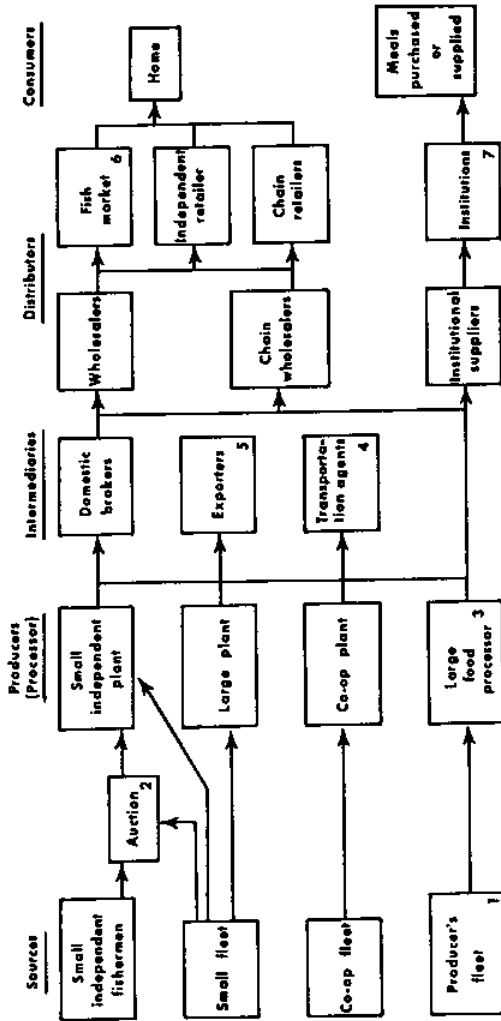 Sources
Producers
(Processor)
Intermediaries
Distributors
Consumers
Small
independent
fishermen
Auction
2
Small
independent
plant
Domestic
brokers
Wholesalers
Fish
market
6
Home
Small fleet
Large plant
Exporters
5
Independent
retailer
Chain
wholesalers
Chain
retailers
Co-op fleet
Co-op plant
Transporta-
tion agents
4
Producer's
fleet
1
Large
food
processor
3
Institutional
suppliers
Institutions
7
Meals
purchased
or
supplied